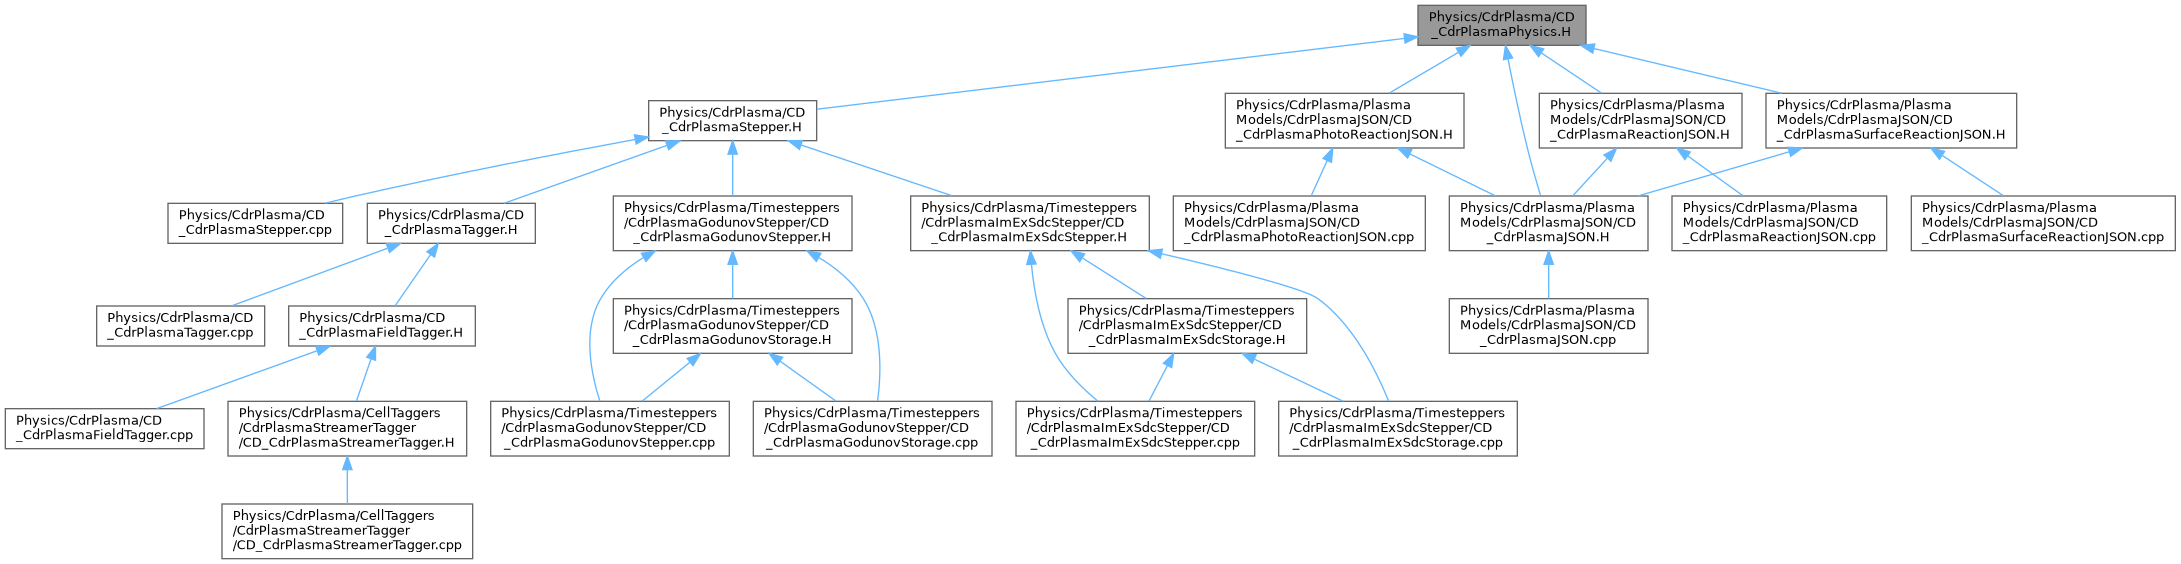 Physics/CdrPlasma/CD
_CdrPlasmaPhysics.H
Physics/CdrPlasma/CD
_CdrPlasmaStepper.H
Physics/CdrPlasma/Plasma
Models/CdrPlasmaJSON/CD
_CdrPlasmaPhotoReactionJSON.H
Physics/CdrPlasma/Plasma
Models/CdrPlasmaJSON/CD
_CdrPlasmaReactionJSON.H
Physics/CdrPlasma/Plasma
Models/CdrPlasmaJSON/CD
_CdrPlasmaSurfaceReactionJSON.H
Physics/CdrPlasma/CD
_CdrPlasmaStepper.cpp
Physics/CdrPlasma/CD
_CdrPlasmaTagger.H
Physics/CdrPlasma/Timesteppers
/CdrPlasmaGodunovStepper/CD
_CdrPlasmaGodunovStepper.H
Physics/CdrPlasma/Timesteppers
/CdrPlasmaImExSdcStepper/CD
_CdrPlasmaImExSdcStepper.H
Physics/CdrPlasma/Plasma
Models/CdrPlasmaJSON/CD
_CdrPlasmaPhotoReactionJSON.cpp
Physics/CdrPlasma/Plasma
Models/CdrPlasmaJSON/CD
_CdrPlasmaJSON.H
Physics/CdrPlasma/Plasma
Models/CdrPlasmaJSON/CD
_CdrPlasmaReactionJSON.cpp
Physics/CdrPlasma/Plasma
Models/CdrPlasmaJSON/CD
_CdrPlasmaSurfaceReactionJSON.cpp
Physics/CdrPlasma/CD
_CdrPlasmaTagger.cpp
Physics/CdrPlasma/CD
_CdrPlasmaFieldTagger.H
Physics/CdrPlasma/Timesteppers
/CdrPlasmaGodunovStepper/CD
_CdrPlasmaGodunovStorage.H
Physics/CdrPlasma/Timesteppers
/CdrPlasmaImExSdcStepper/CD
_CdrPlasmaImExSdcStorage.H
Physics/CdrPlasma/Plasma
Models/CdrPlasmaJSON/CD
_CdrPlasmaJSON.cpp
Physics/CdrPlasma/CD
_CdrPlasmaFieldTagger.cpp
Physics/CdrPlasma/CellTaggers
/CdrPlasmaStreamerTagger
/CD_CdrPlasmaStreamerTagger.H
Physics/CdrPlasma/Timesteppers
/CdrPlasmaGodunovStepper/CD
_CdrPlasmaGodunovStepper.cpp
Physics/CdrPlasma/Timesteppers
/CdrPlasmaGodunovStepper/CD
_CdrPlasmaGodunovStorage.cpp
Physics/CdrPlasma/Timesteppers
/CdrPlasmaImExSdcStepper/CD
_CdrPlasmaImExSdcStepper.cpp
Physics/CdrPlasma/Timesteppers
/CdrPlasmaImExSdcStepper/CD
_CdrPlasmaImExSdcStorage.cpp
Physics/CdrPlasma/CellTaggers
/CdrPlasmaStreamerTagger
/CD_CdrPlasmaStreamerTagger.cpp